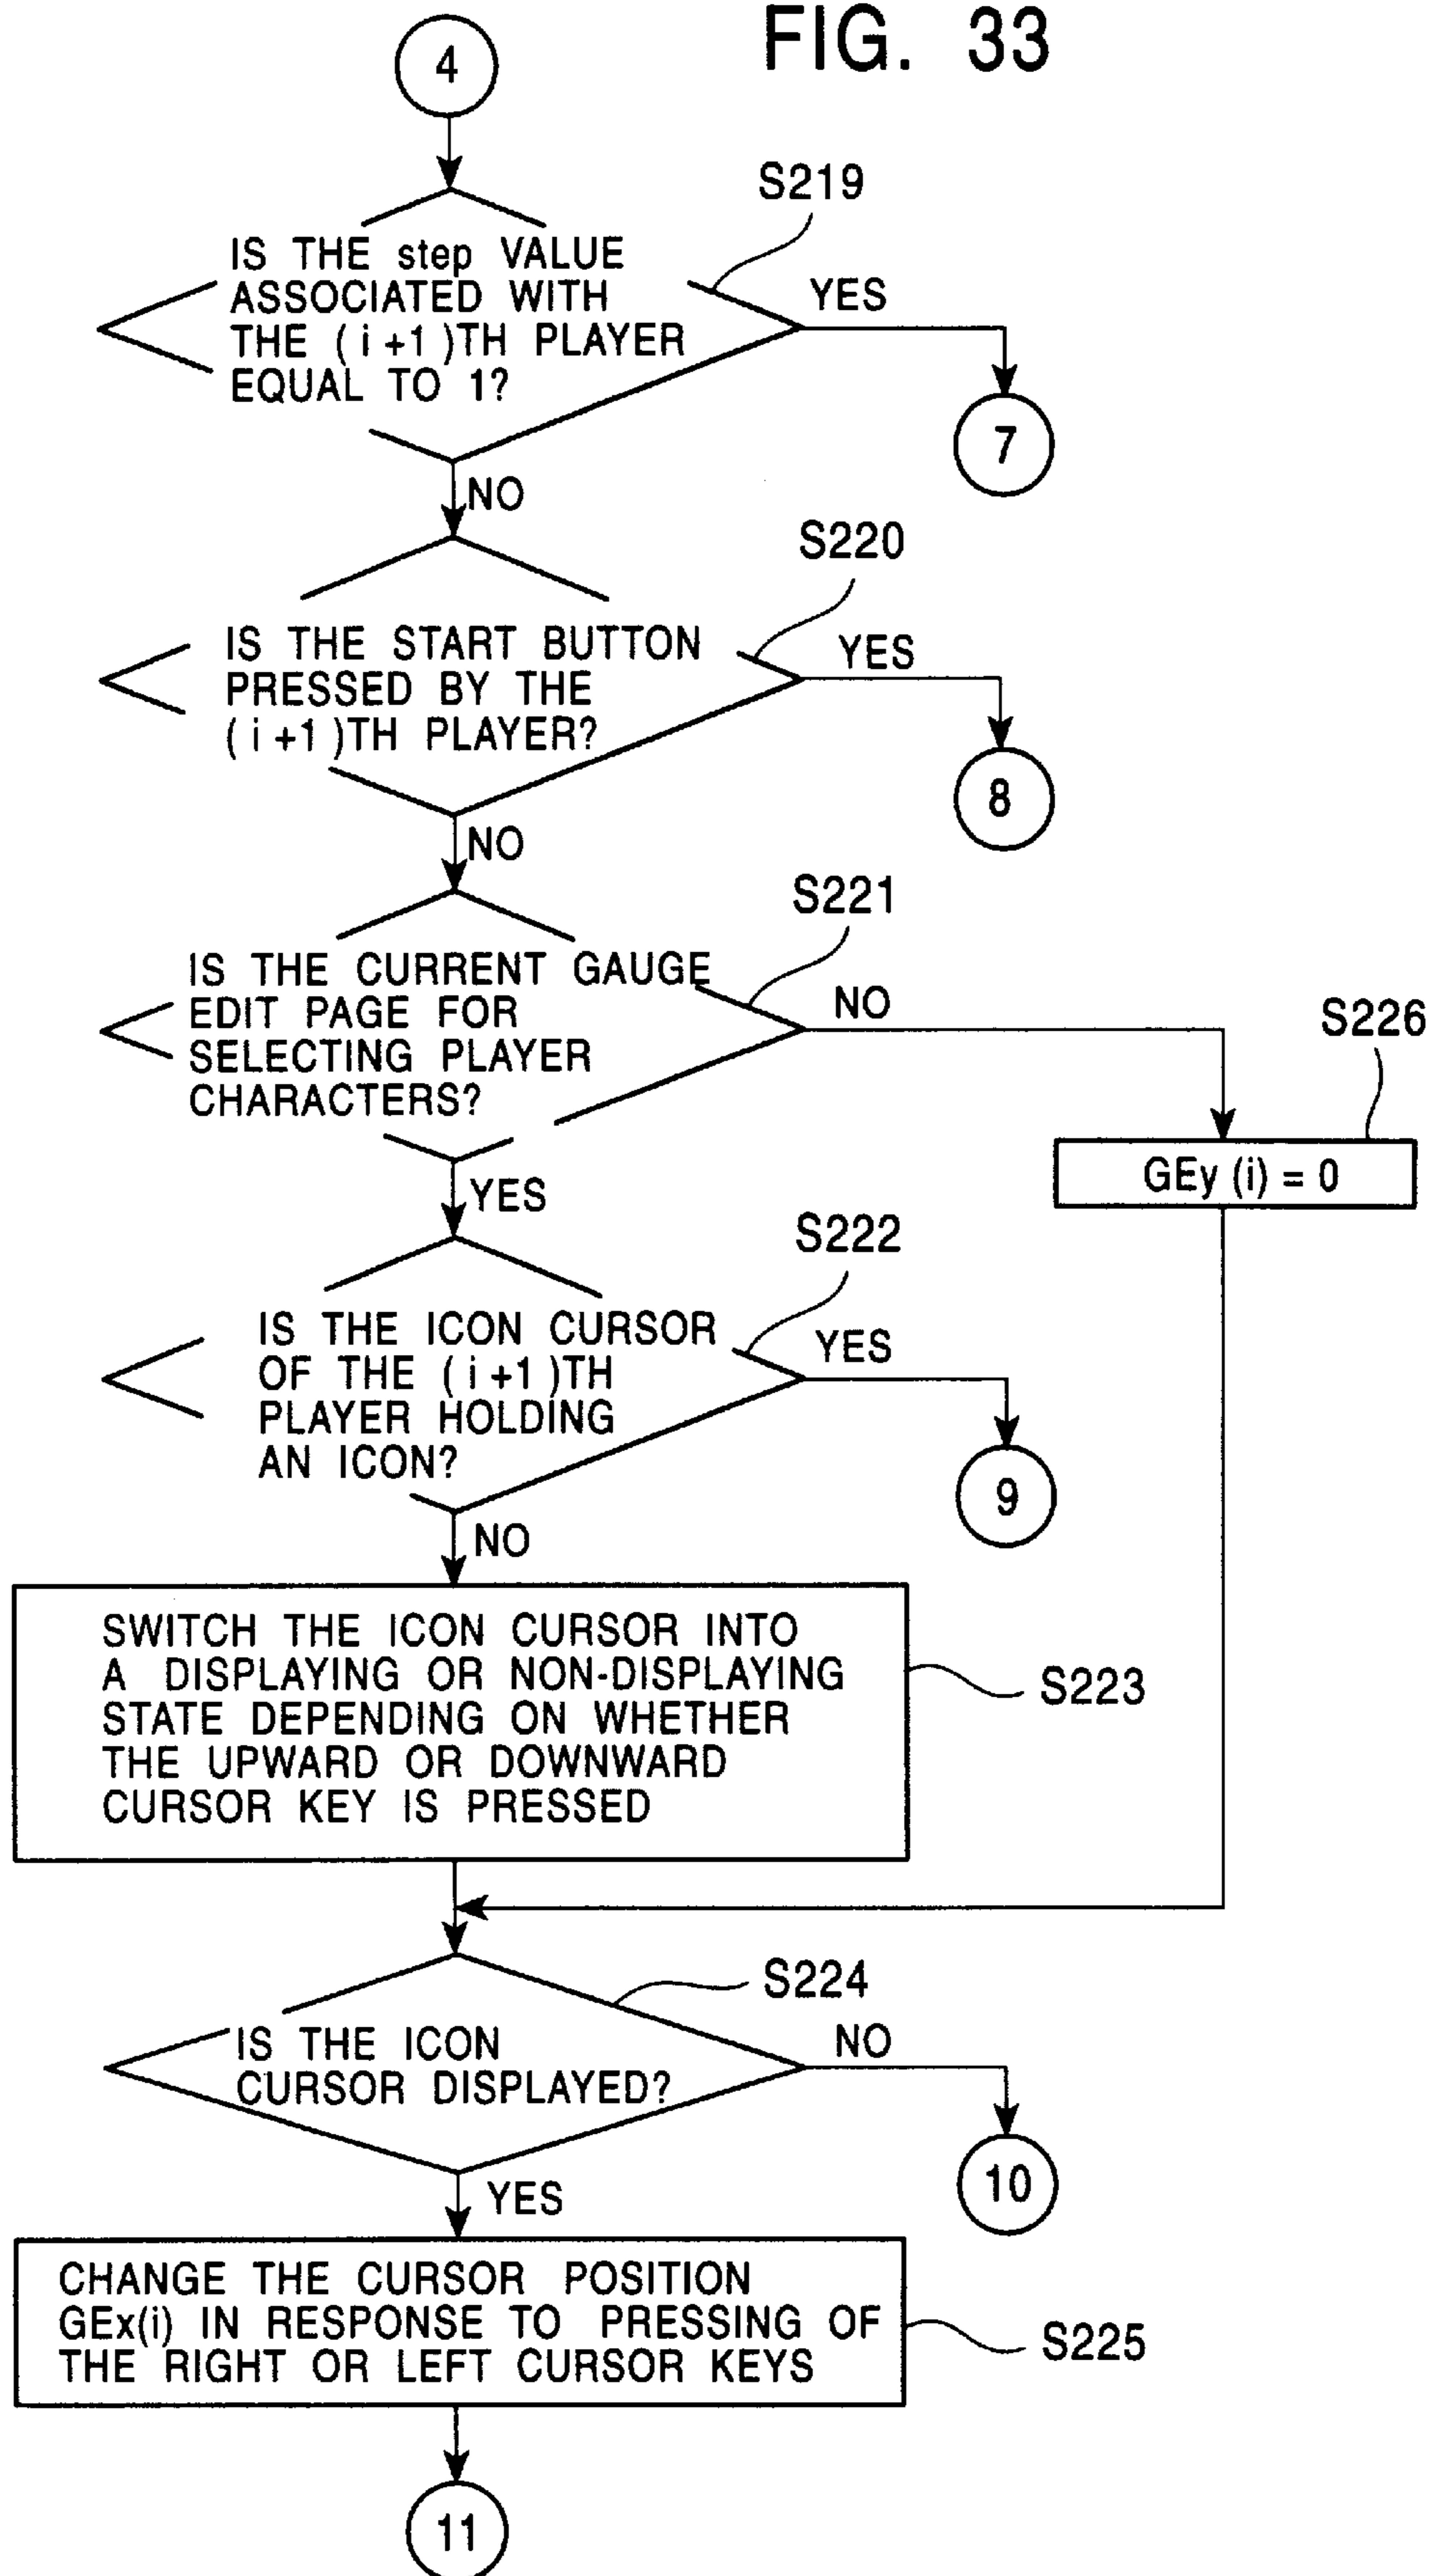 FIG. 33
4
S219
IS THE step VALUE
ASSOCIATED WITH
THE (i+1)TH PLAYER
EQUAL TO 1?
YES
7
NO
S220
IS THE START BUTTON
PRESSED BY THE
(i+1)TH PLAYER?
YES
8
NO
S221
IS THE CURRENT GAUGE
EDIT PAGE FOR
SELECTING PLAYER
CHARACTERS?
NO
S226
GEy (i) = 0
YES
S222
IS THE ICON CURSOR
OF THE (i+1)TH
PLAYER HOLDING
AN ICON?
YES
9
NO
SWITCH THE ICON CURSOR INTO
A DISPLAYING OR NON-DISPLAYING
STATE DEPENDING ON WHETHER
THE UPWARD OR DOWNWARD
CURSOR KEY IS PRESSED
S223
S224
IS THE ICON
CURSOR DISPLAYED?
NO
10
YES
CHANGE THE CURSOR POSITION
GEx(i) IN RESPONSE TO PRESSING OF
THE RIGHT OR LEFT CURSOR KEYS
S225
11